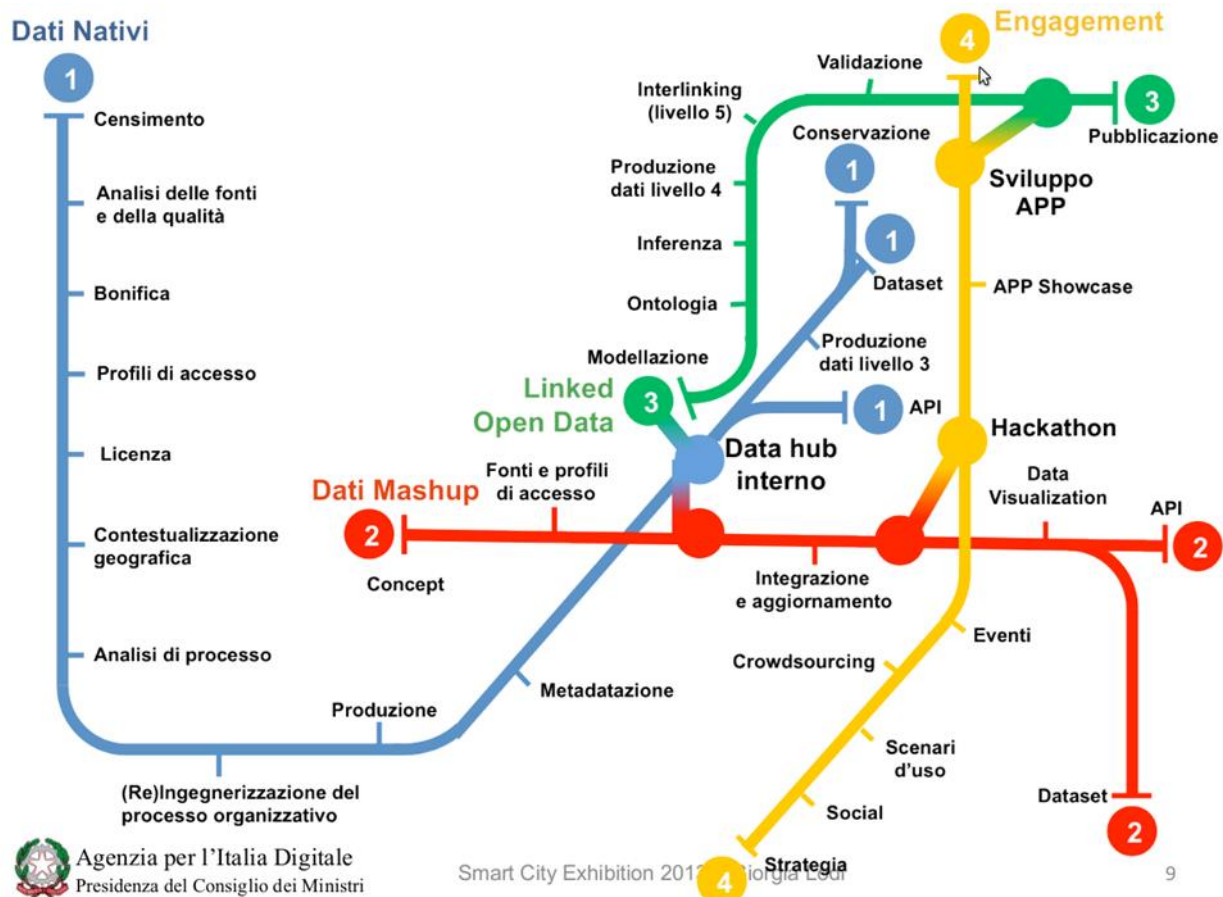 Dati Nativi
1
Censimento
Analisi delle fonti
e della qualità
Bonifica
Profili di accesso
Licenza
Contestualizzazione
geografica
Analisi di processo
(Re)Ingegnerizzazione del
processo organizzativo
Produzione
Metadatazione
Data hub
interno
Produzione
dati livello 3
Dataset
1
Conservazione
1
API
1
Dati Mashup
2
Concept
Fonti e profili
di accesso
Integrazione
e aggiornamento
Data
Visualization
API
2
Dataset
2
Linked
Open Data
3
Modellazione
Ontologia
Inferenza
Produzione
dati livello 4
Interlinking
(livello 5)
Validazione
3
Pubblicazione
Engagement
4
Sviluppo
APP
APP Showcase
Hackathon
Eventi
Crowdsourcing
Scenari
d'uso
Social
Strategia
4
Agenzia per l'Italia Digitale
Presidenza del Consiglio dei Ministri
Smart City Exhibition
9